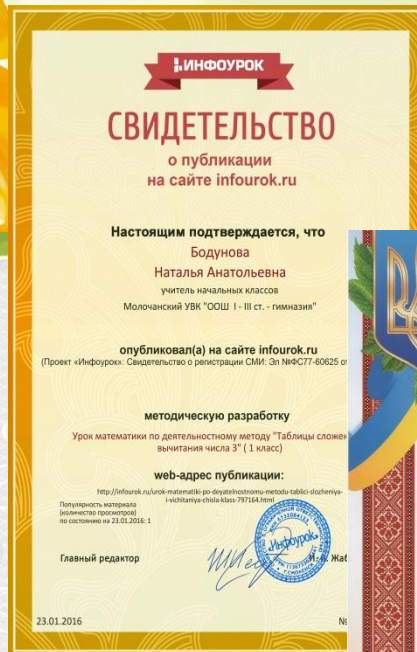 ИНФОУРОК
СВИДЕТЕЛЬСТВО
о публикации
на сайте infourok.ru
Настоящим подтверждается, что
Бодунова
Наталья Анатольевна
учитель начальных классов
Молочанский УВК "ООШ I - III ст. - гимназия"
опубликовал(а) на сайте infourok.ru
(Проект «Инфоурок»: Свидетельство о регистрации СМИ: Эл №ФС77-60625 от
методическую разработку
Урок математики по деятельностному методу "Таблицы
вычитания числа 3" ( 1 класс)
web-адрес публикации:
http://infourok.ru/urok-matematiki-po-deyatelnostnomu-metodu-tablici-slozheniya-
i-vichitaniya-chisla-klass-797164.html
Популярность материала
(количество просмотров)
по состоянию на 23.01.2016: 1
Инфоурок
Главный редактор
23.01.2016